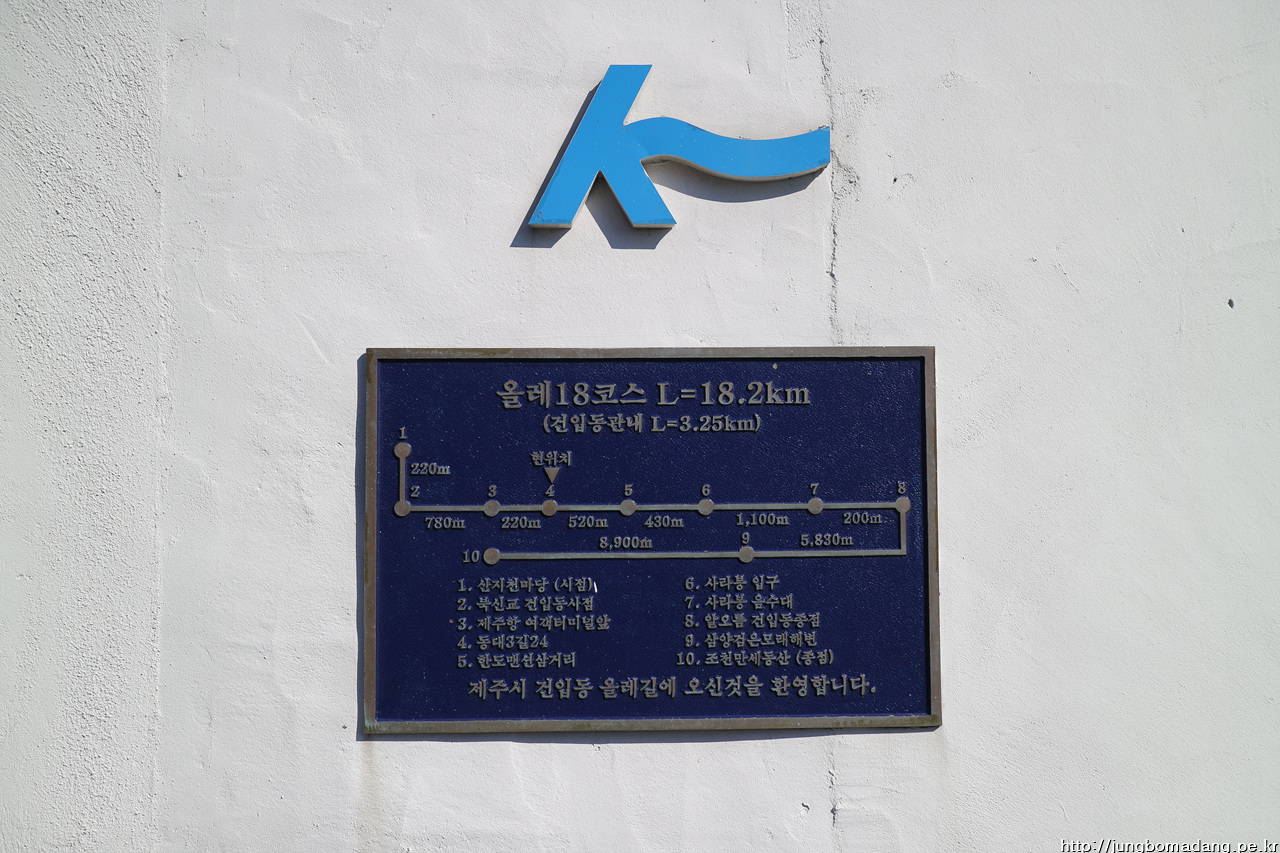 올레18코스 L=18.2km
(건입동관내 L=3.25km)
1
220m
현위치
2 3 4 5 6 7 8
780m 220m 520m 430m 1,100m 200m
10 8,900m 9 5,830m
1. 산지천마당 (시점)
2. 북신교 건입동시점
3. 제주항 여객터미널앞
4. 동대3길24
5. 한도맨션삼거리
6. 사라봉 입구
7. 사라봉 음수대
8. 알오름 건입동종점
9. 삼양검은모래해변
10. 조천만세동산 (종점)
제주시 건입동 올레길에 오신것을 환영합니다.
http://jungbomadang.pe.kr